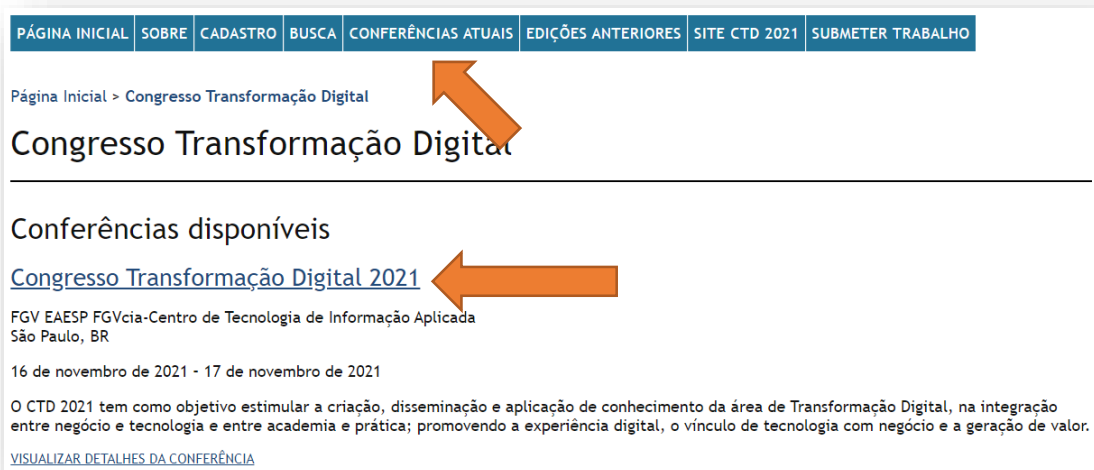 PÁGINA INICIAL SOBRE CADASTRO BUSCA CONFERÊNCIAS ATUAIS EDIÇÕES ANTERIORES SITE CTD 2021 SUBMETER TRABALHO
Página Inicial > Congresso Transformação Digital
Congresso Transformação Digital
Conferências disponíveis
Congresso Transformação Digital 2021
FGV EAESP FGVcia-Centro de Tecnologia de Informação Aplicada
São Paulo, BR
16 de novembro de 2021 - 17 de novembro de 2021
O CTD 2021 tem como objetivo estimular a criação, disseminação e aplicação de conhecimento da área de Transformação Digital, na integração
entre negócio e tecnologia e entre academia e prática; promovendo a experiência digital, o vínculo de tecnologia com negócio e a geração de valor.
VISUALIZAR DETALHES DA CONFERÊNCIA